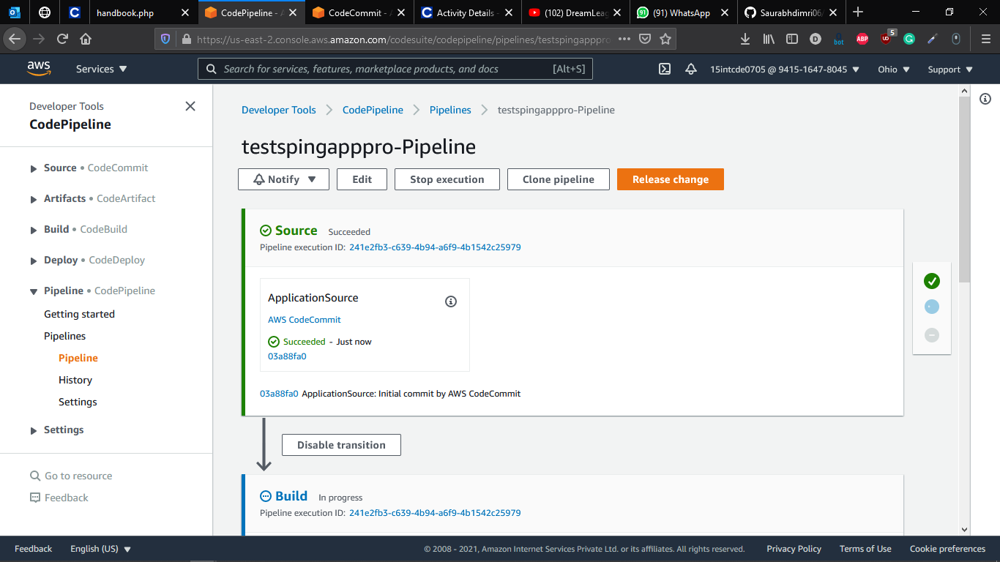 handbook.php
CodePipeline - A
CodeCommit - A
Activity Details -
(102) DreamLeag
(91) WhatsApp
Saurabhdimri06/
https://us-east-2.console.aws.amazon.com/codesuite/codepipeline/pipelines/testspingapppro
bot
ABP
5
aws
Services
Search for services, features, marketplace products, and docs
[Alt+S]
15intcde0705 @ 9415-1647-8045
Ohio
Support
Developer Tools
CodePipeline
Source • CodeCommit
Artifacts • CodeArtifact
Build • CodeBuild
Deploy • CodeDeploy
Pipeline • CodePipeline
Getting started
Pipelines
Pipeline
History
Settings
Settings
Go to resource
Feedback
Developer Tools
CodePipeline
Pipelines
testspingapppro-Pipeline
testspingapppro-Pipeline
Notify
Edit
Stop execution
Clone pipeline
Release change
Source Succeeded
Pipeline execution ID: 241e2fb3-c639-4b94-a6f9-4b1542c25979
ApplicationSource
AWS CodeCommit
Succeeded - Just now
03a88fa0
03a88fa0 ApplicationSource: Initial commit by AWS CodeCommit
Disable transition
Build In progress
Pipeline execution ID: 241e2fb3-c639-4b94-a6f9-4b1542c25979
Feedback
English (US)
© 2008 - 2021, Amazon Internet Services Private Ltd. or its affiliates. All rights reserved.
Privacy Policy
Terms of Use
Cookie preferences